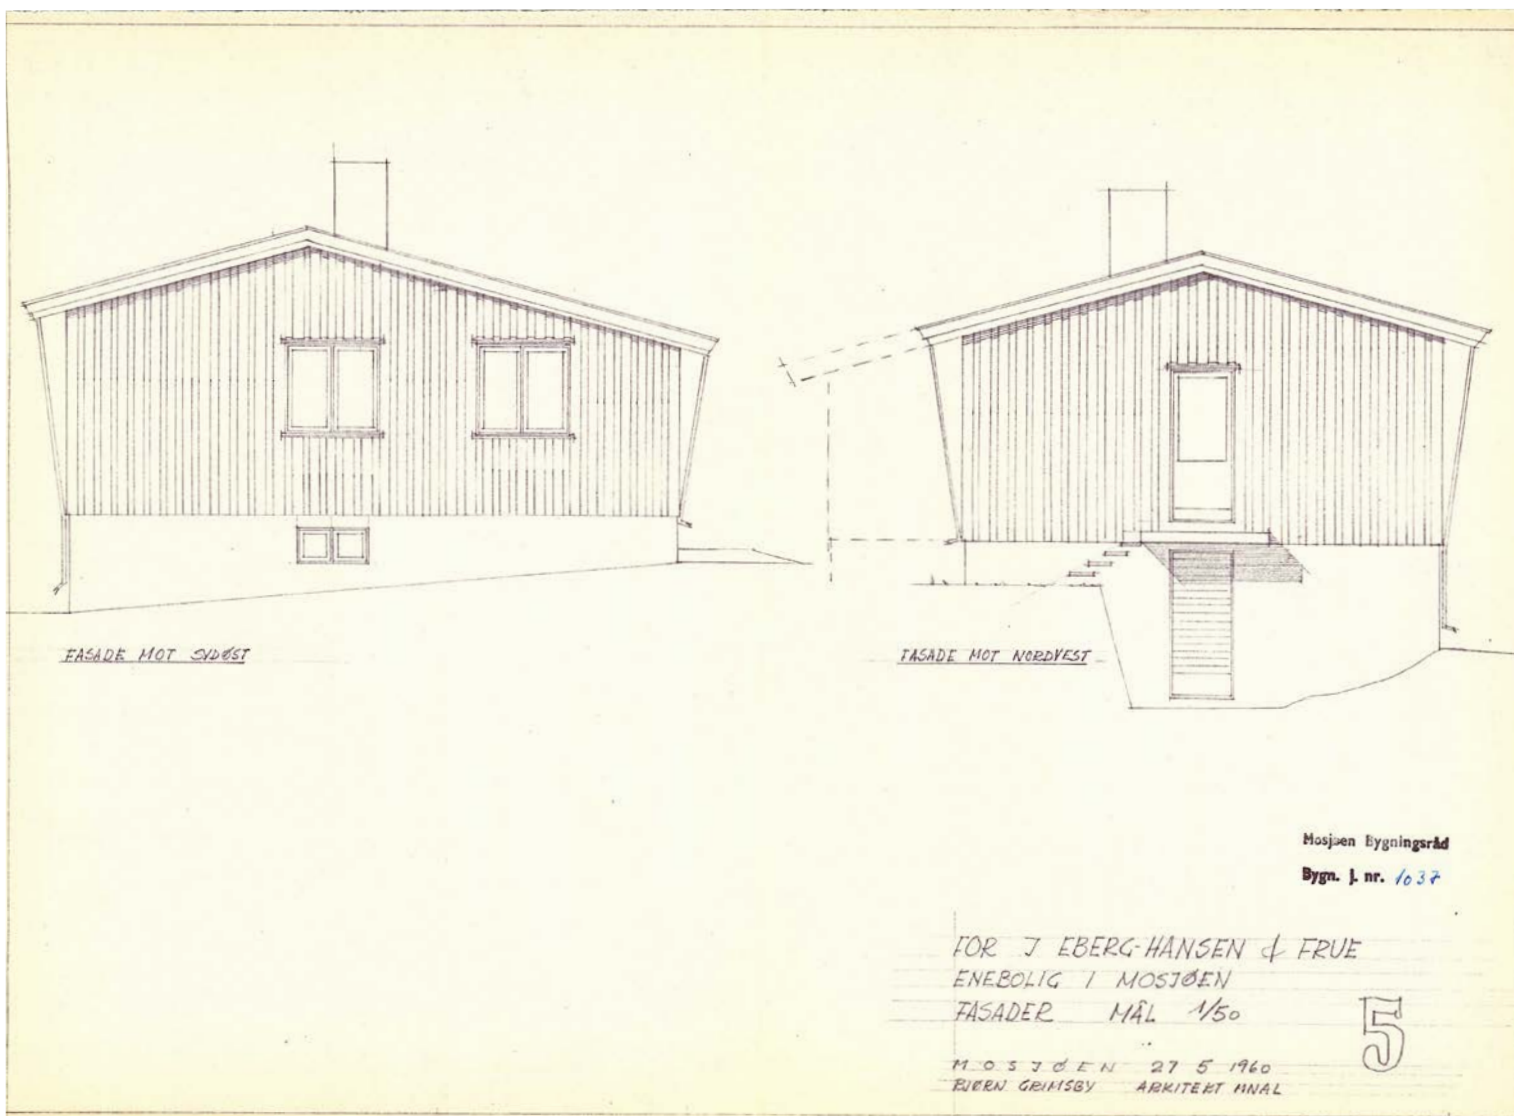 FASADE MOT SYDØST
FASADE MOT NORDVEST
Mosjøen Bygningsråd
Bygn. j. nr. 1037
FOR J EBERG-HANSEN & FRUE
ENEBOLIG I MOSJØEN
FASADER MÅL 1/50
5
MOSJØEN 27 5 1960
BJØRN GRIMSBY ARKITEKT MNAL